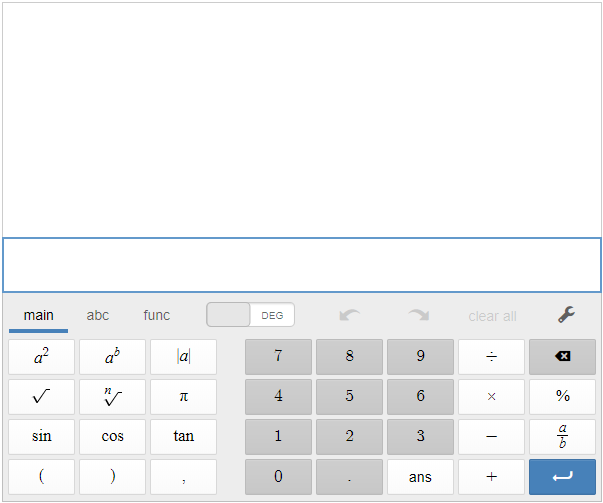 main abc func DEG clear all
a² aᵇ |a| 7 8 9 ÷
√ ⁿ√ π 4 5 6 × %
sin cos tan 1 2 3 − a/b
( ) , 0 . ans +